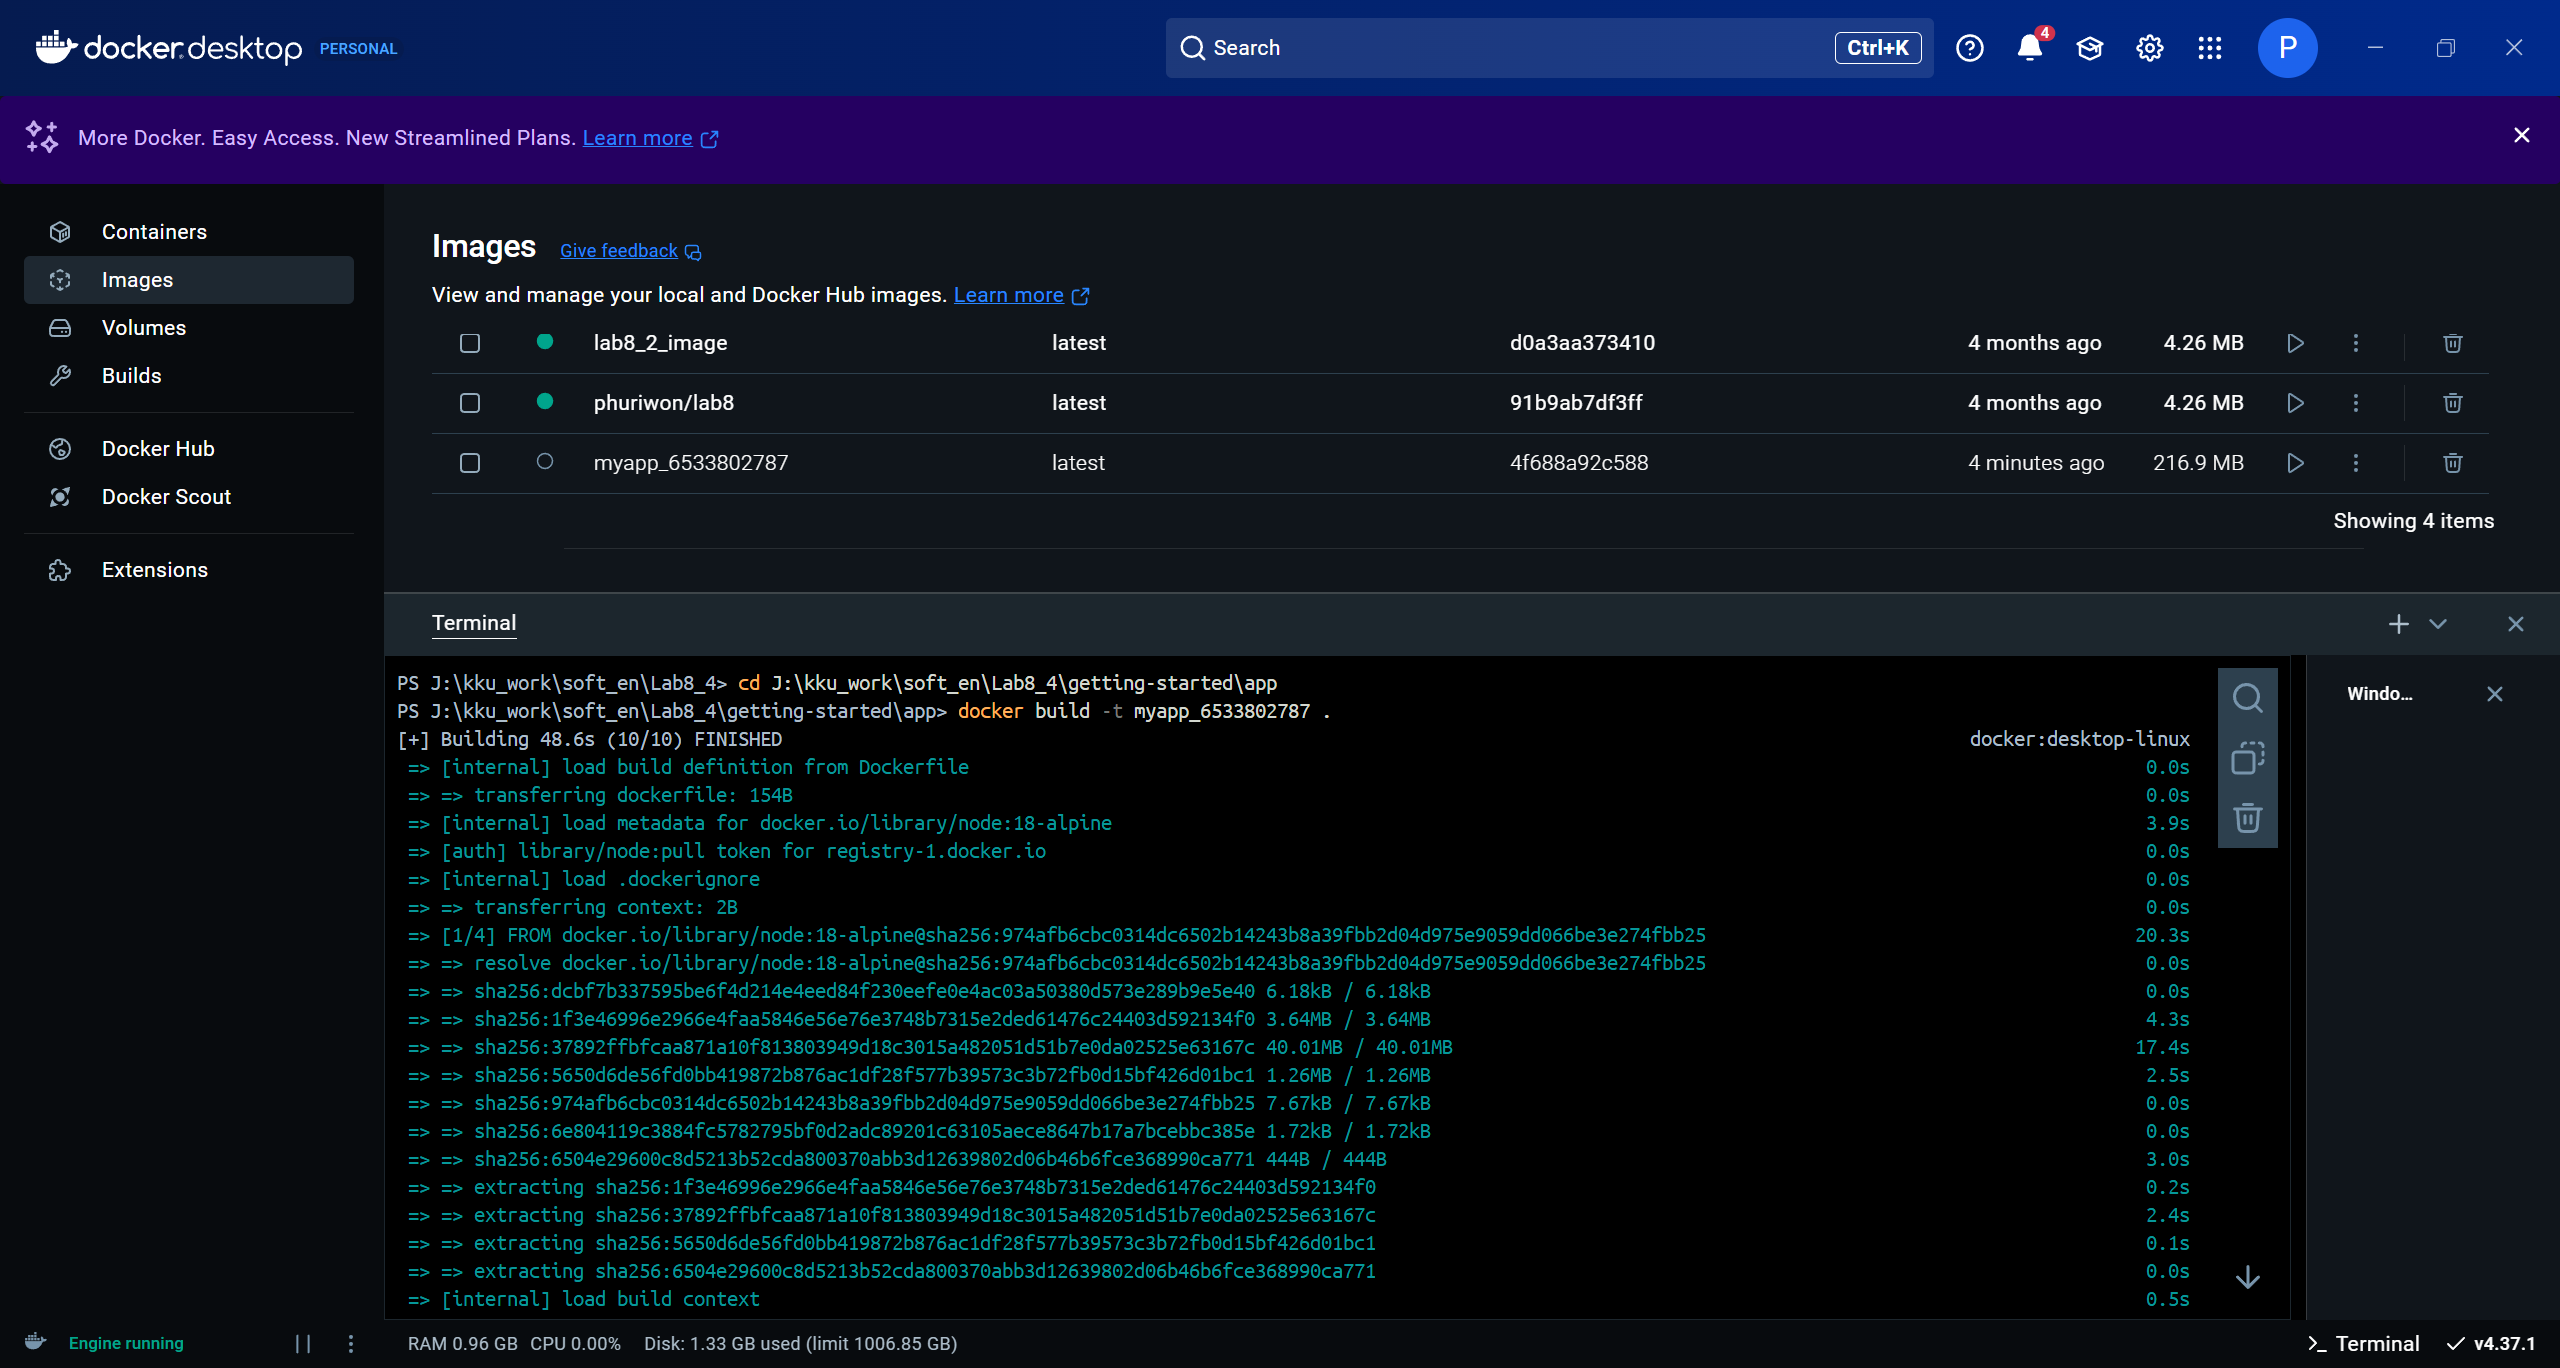 docker desktop PERSONAL
Search Ctrl+K
4
P
More Docker. Easy Access. New Streamlined Plans. Learn more
Containers
Images
Volumes
Builds
Docker Hub
Docker Scout
Extensions
Images Give feedback
View and manage your local and Docker Hub images. Learn more
lab8_2_image latest d0a3aa373410 4 months ago 4.26 MB
phuriwon/lab8 latest 91b9ab7df3ff 4 months ago 4.26 MB
myapp_6533802787 latest 4f688a92c588 4 minutes ago 216.9 MB
Showing 4 items
Terminal
Windo...
PS J:\kku_work\soft_en\Lab8_4> cd J:\kku_work\soft_en\Lab8_4\getting-started\app
PS J:\kku_work\soft_en\Lab8_4\getting-started\app> docker build -t myapp_6533802787 .
[+] Building 48.6s (10/10) FINISHED docker:desktop-linux
=> [internal] load build definition from Dockerfile 0.0s
=> => transferring dockerfile: 154B 0.0s
=> [internal] load metadata for docker.io/library/node:18-alpine 3.9s
=> [auth] library/node:pull token for registry-1.docker.io 0.0s
=> [internal] load .dockerignore 0.0s
=> => transferring context: 2B 0.0s
=> [1/4] FROM docker.io/library/node:18-alpine@sha256:974afb6cbc0314dc6502b14243b8a39fbb2d04d975e9059dd066be3e274fbb25 20.3s
=> => resolve docker.io/library/node:18-alpine@sha256:974afb6cbc0314dc6502b14243b8a39fbb2d04d975e9059dd066be3e274fbb25 0.0s
=> => sha256:dcbf7b337595be6f4d214e4eed84f230eefe0e4ac03a50380d573e289b9e5e40 6.18kB / 6.18kB 0.0s
=> => sha256:1f3e46996e2966e4faa5846e56e76e3748b7315e2ded61476c24403d592134f0 3.64MB / 3.64MB 4.3s
=> => sha256:37892ffbfcaa871a10f813803949d18c3015a482051d51b7e0da02525e63167c 40.01MB / 40.01MB 17.4s
=> => sha256:5650d6de56fd0bb419872b876ac1df28f577b39573c3b72fb0d15bf426d01bc1 1.26MB / 1.26MB 2.5s
=> => sha256:974afb6cbc0314dc6502b14243b8a39fbb2d04d975e9059dd066be3e274fbb25 7.67kB / 7.67kB 0.0s
=> => sha256:6e804119c3884fc5782795bf0d2adc89201c63105aece8647b17a7bcebbc385e 1.72kB / 1.72kB 0.0s
=> => sha256:6504e29600c8d5213b52cda800370abb3d12639802d06b46b6fce368990ca771 444B / 444B 3.0s
=> => extracting sha256:1f3e46996e2966e4faa5846e56e76e3748b7315e2ded61476c24403d592134f0 0.2s
=> => extracting sha256:37892ffbfcaa871a10f813803949d18c3015a482051d51b7e0da02525e63167c 2.4s
=> => extracting sha256:5650d6de56fd0bb419872b876ac1df28f577b39573c3b72fb0d15bf426d01bc1 0.1s
=> => extracting sha256:6504e29600c8d5213b52cda800370abb3d12639802d06b46b6fce368990ca771 0.0s
=> [internal] load build context 0.5s
Engine running RAM 0.96 GB CPU 0.00% Disk: 1.33 GB used (limit 1006.85 GB) >_ Terminal v4.37.1